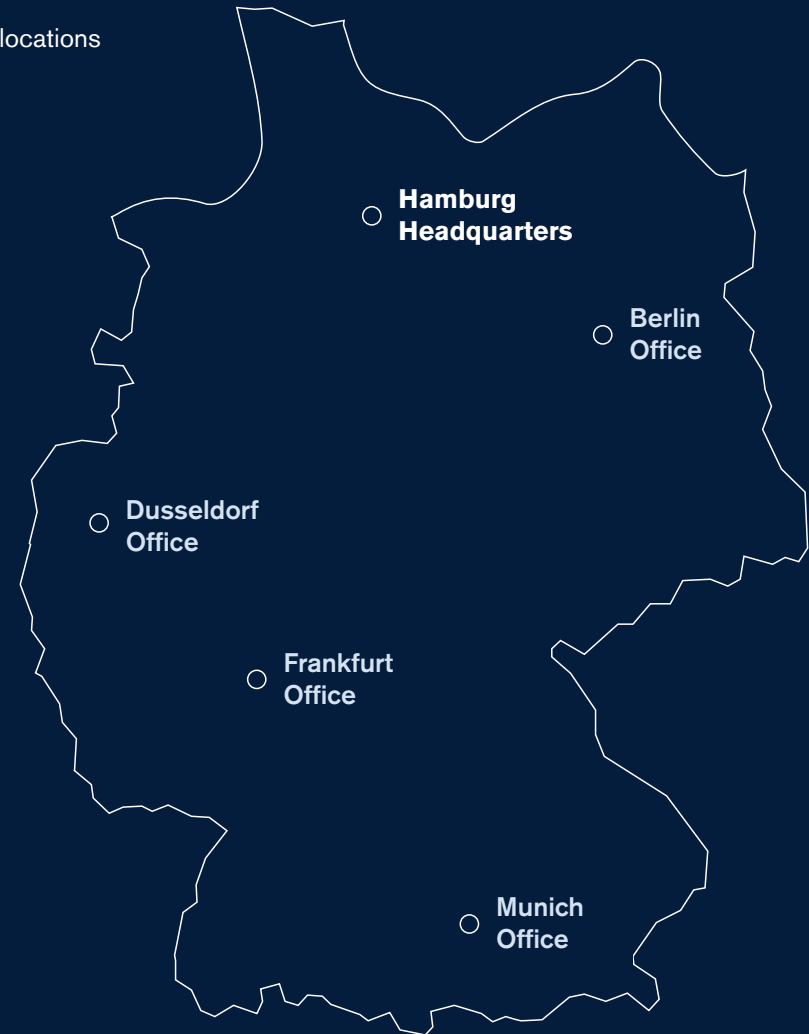 locations
Hamburg
Headquarters
Berlin
Office
Dusseldorf
Office
Frankfurt
Office
Munich
Office